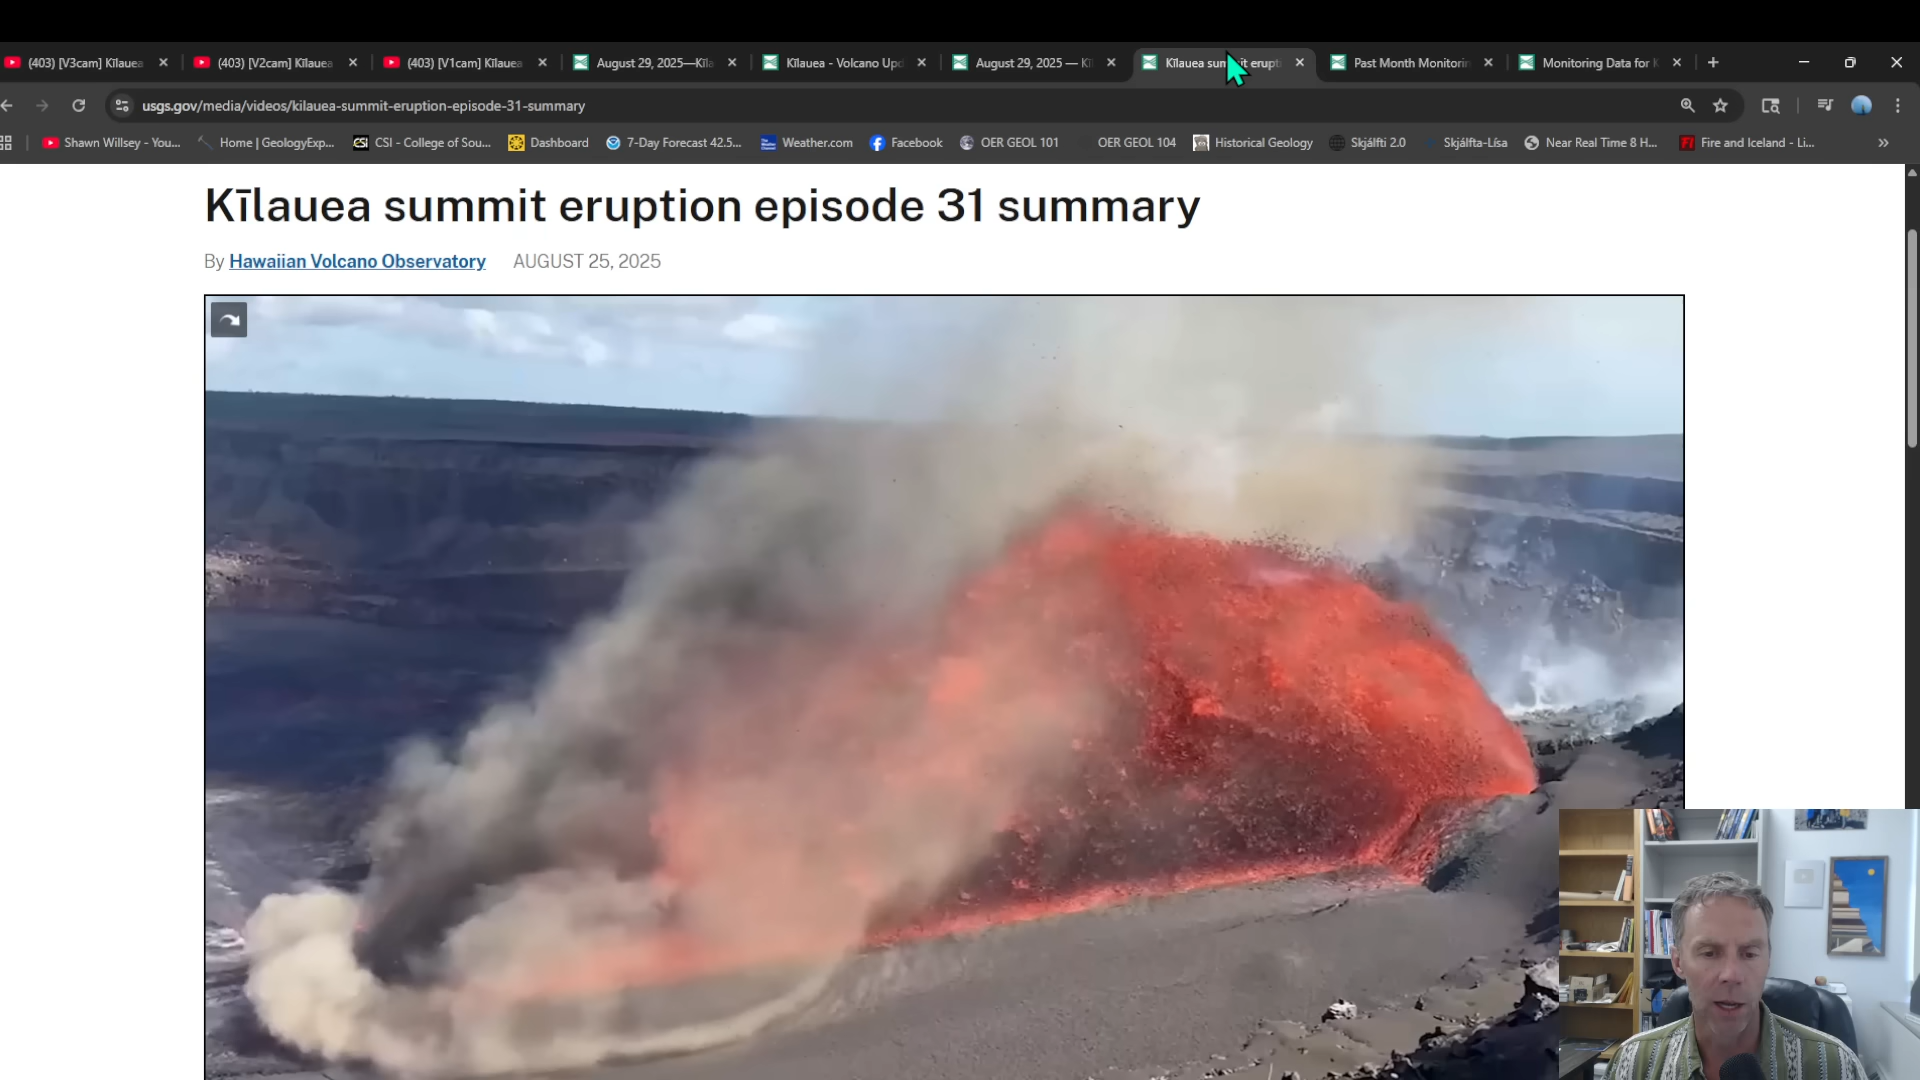 (403) [V3cam] Kīlauea
(403) [V2cam] Kīlauea
(403) [V1cam] Kīlauea
August 29, 2025—Kīla
Kīlauea - Volcano Upd
August 29, 2025 — Kī
Kīlauea summit erupti
Past Month Monitorin
Monitoring Data for K
usgs.gov/media/videos/kilauea-summit-eruption-episode-31-summary
Shawn Willsey - You...
Home | GeologyExp...
CSI
CSI - College of Sou...
Dashboard
7-Day Forecast 42.5...
Weather.com
Facebook
OER GEOL 101
OER GEOL 104
Historical Geology
Skjálfti 2.0
Skjálfta-Lísa
Near Real Time 8 H...
Fire and Iceland - Li...
Kīlauea summit eruption episode 31 summary
By Hawaiian Volcano Observatory AUGUST 25, 2025